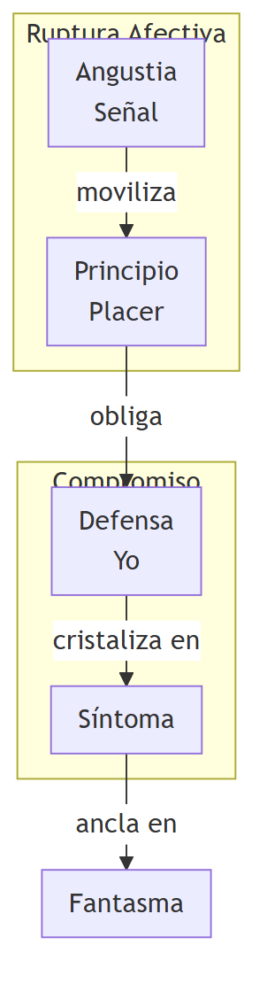 Ruptura Afectiva
Angustia
Señal
moviliza
Principio
Placer
obliga
Compromiso
Defensa
Yo
cristaliza en
Síntoma
ancla en
Fantasma